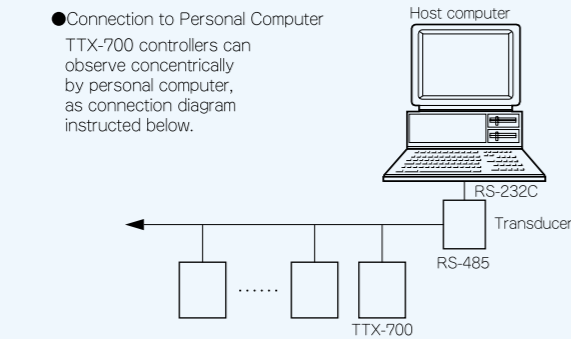 ●Connection to Personal Computer
TTX-700 controllers can
observe concentrically
by personal computer,
as connection diagram
instructed below.
Host computer
RS-232C
Transducer
RS-485
......
TTX-700